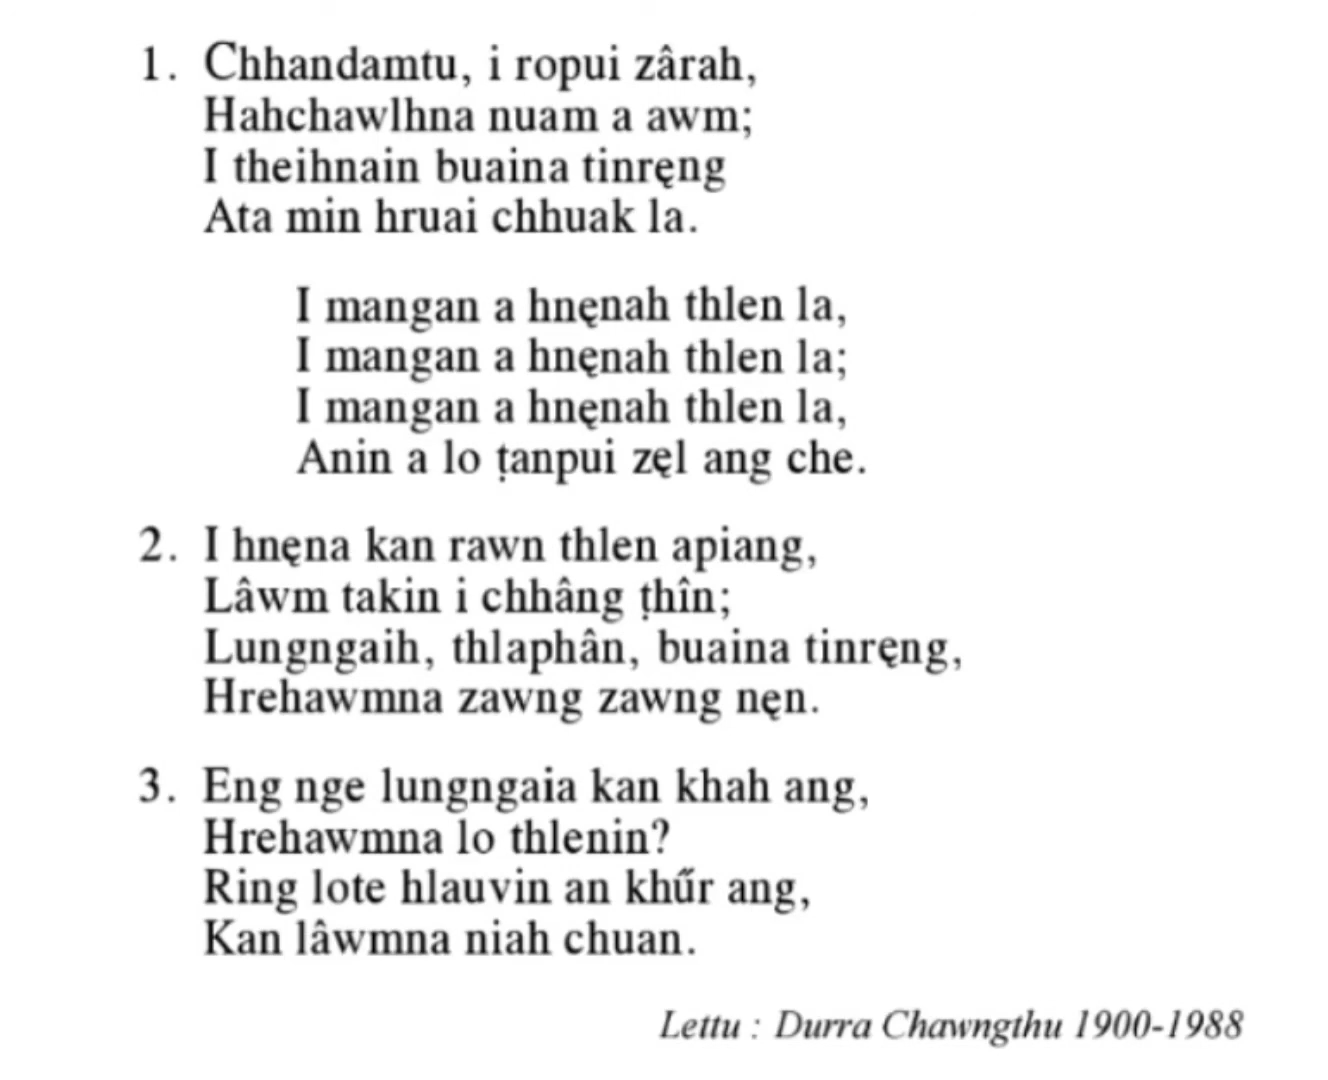 1. Chhandamtu, i ropui zârah,
Hahchawlhna nuam a awm;
I theihnain buaina tinręng
Ata min hruai chhuak la.
I mangan a hnęnah thlen la,
I mangan a hnęnah thlen la;
I mangan a hnęnah thlen la,
Anin a lo ṭanpui zęl ang che.
2. I hnęna kan rawn thlen apiang,
Lâwm takin i chhâng ṭhîn;
Lungngaih, thlaphân, buaina tinręng,
Hrehawmna zawng zawng nęn.
3. Eng nge lungngaia kan khah ang,
Hrehawmna lo thlenin?
Ring lote hlauvin an khűr ang,
Kan lâwmna niah chuan.
Lettu : Durra Chawngthu 1900-1988